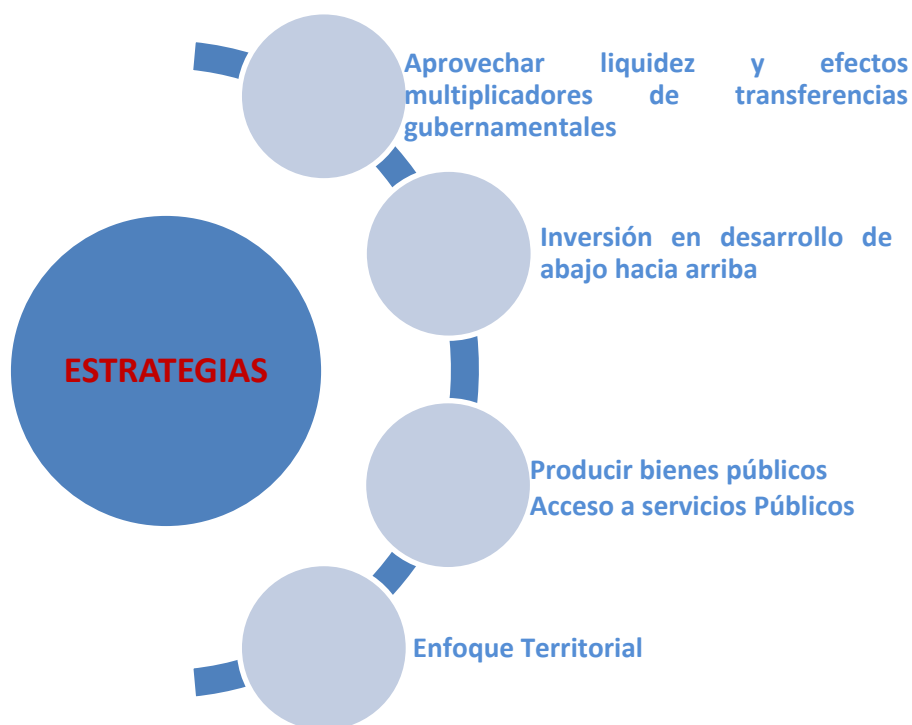 Aprovechar liquidez y efectos
multiplicadores de transferencias
gubernamentales
Inversión en desarrollo de
abajo hacia arriba
ESTRATEGIAS
Producir bienes públicos
Acceso a servicios Públicos
Enfoque Territorial